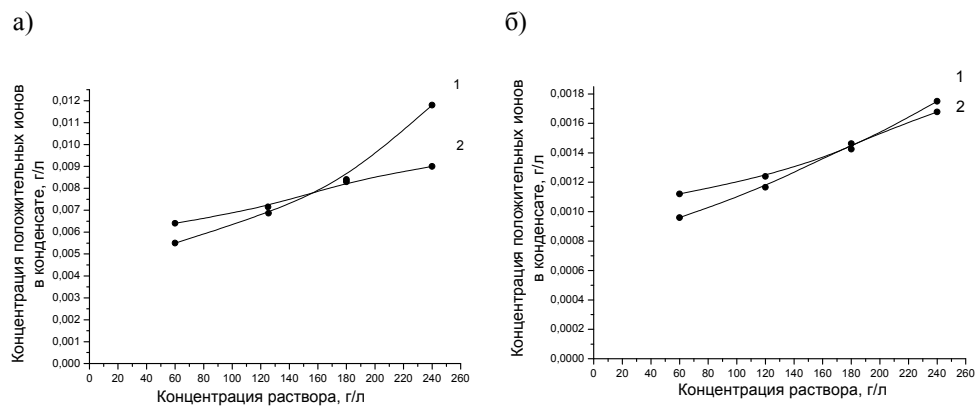 а)
Концентрация положительных ионов
в конденсате, г/л
0,012
0,011
0,010
0,009
0,008
0,007
0,006
0,005
0,004
0,003
0,002
0,001
0,000
0 20 40 60 80 100 120 140 160 180 200 220 240 260
Концентрация раствора, г/л
1
2
б)
Концентрация положительных ионов
в конденсате, г/л
0,0018
0,0016
0,0014
0,0012
0,0010
0,0008
0,0006
0,0004
0,0002
0,0000
0 20 40 60 80 100 120 140 160 180 200 220 240 260
Концентрация раствора, г/л
1
2